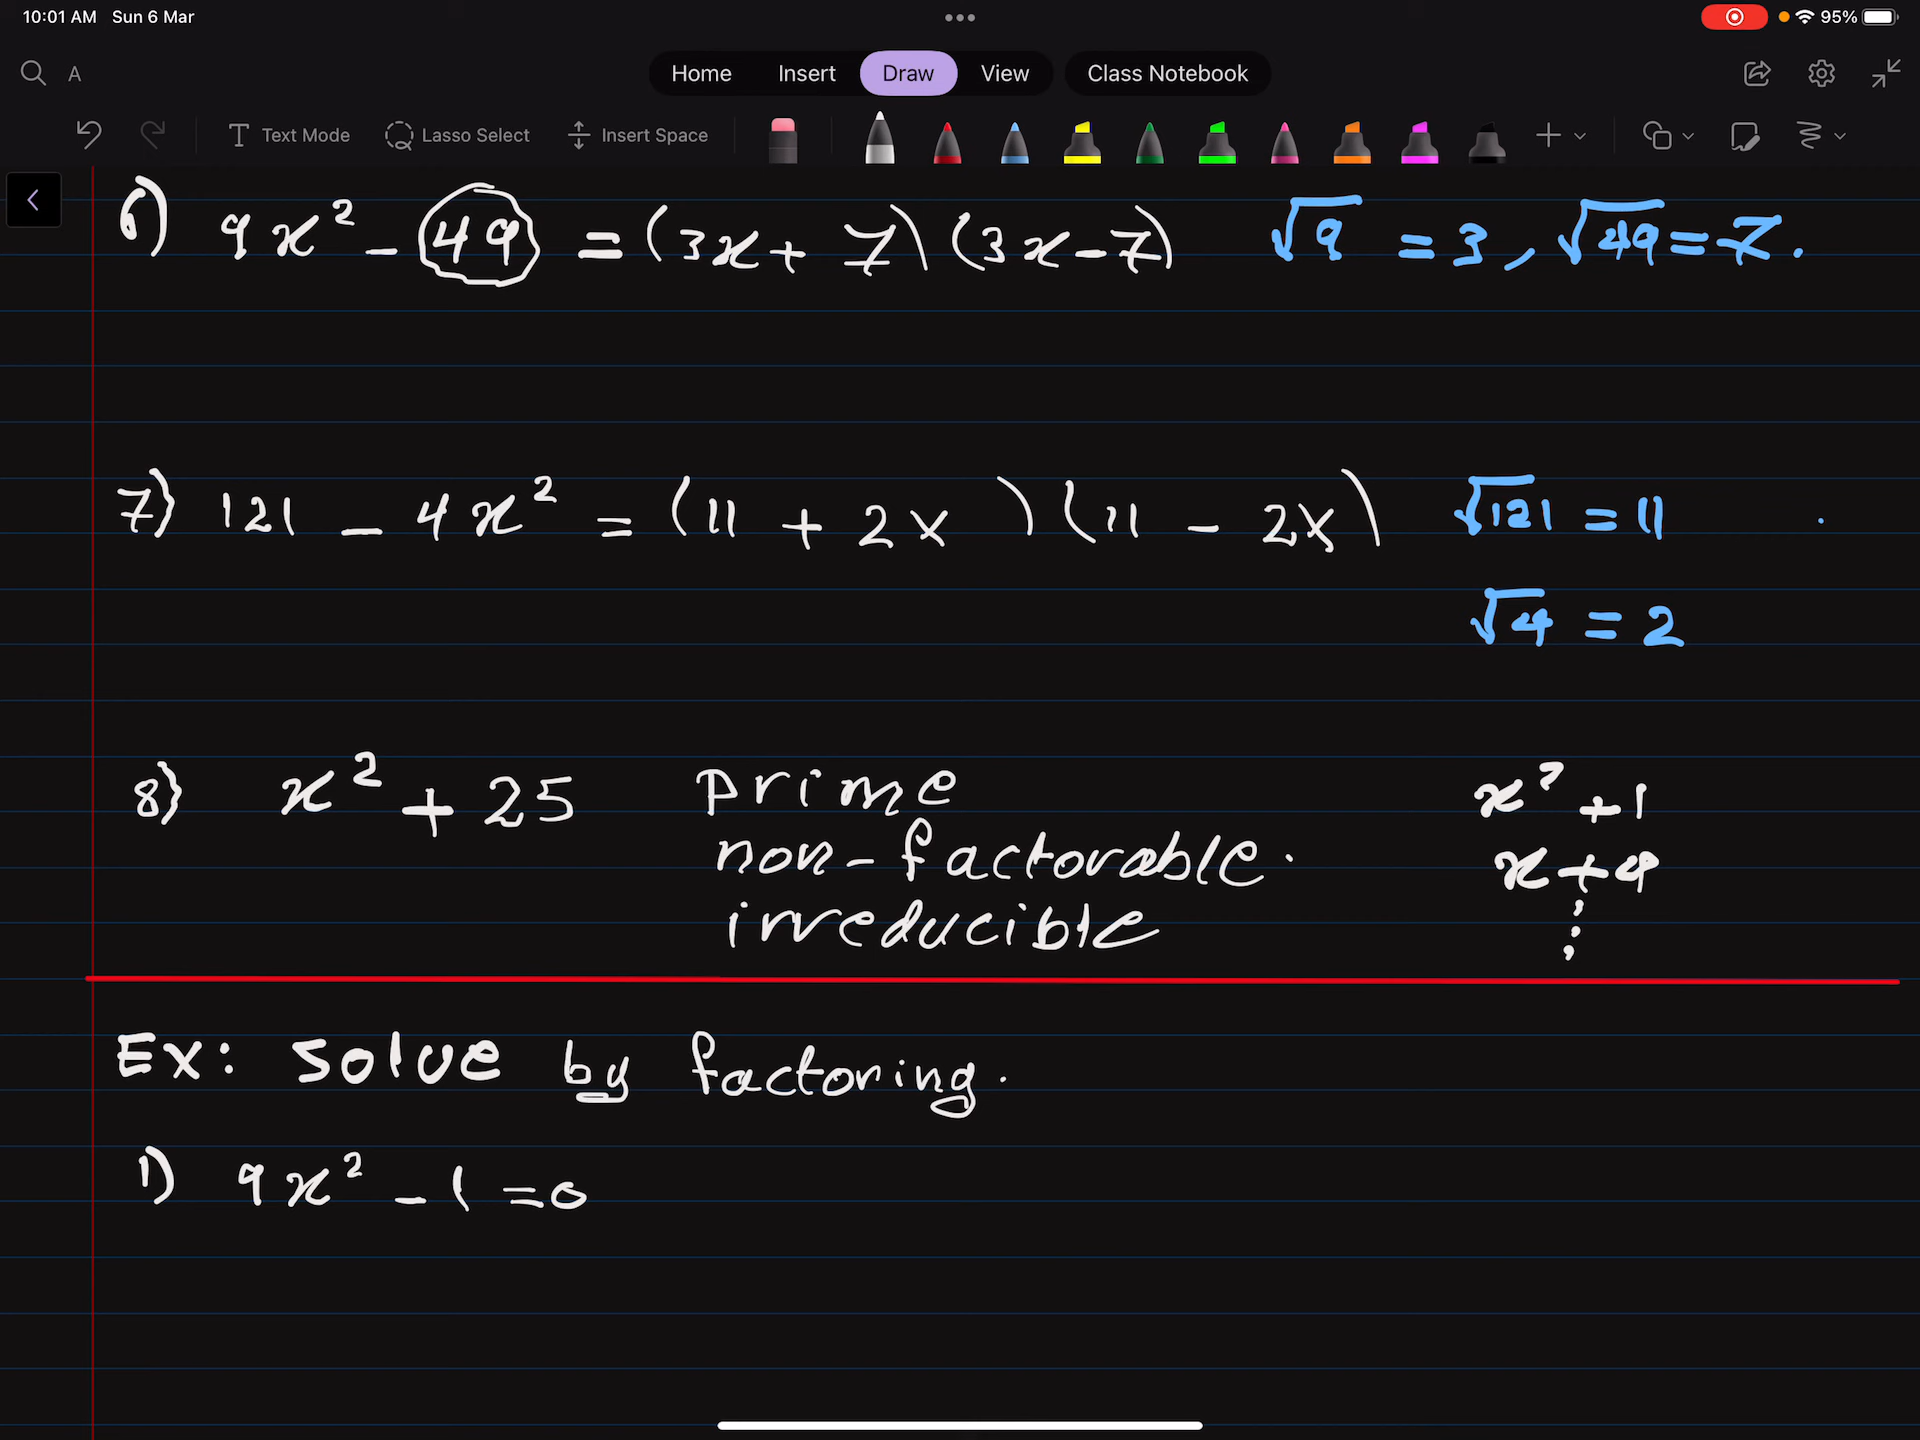 10:01 AM Sun 6 Mar
95%
A
Home Insert Draw View Class Notebook
Text Mode Lasso Select Insert Space
6) 9x² - 49 = (3x + 7)(3x - 7) √9 = 3, √49 = 7.
7) 121 - 4x² = (11 + 2x)(11 - 2x) √121 = 11
√4 = 2
8) x² + 25 prime x² + 1
non-factorable. x + 4
irreducible
Ex: Solve by factoring.
1) 9x² - 1 = 0